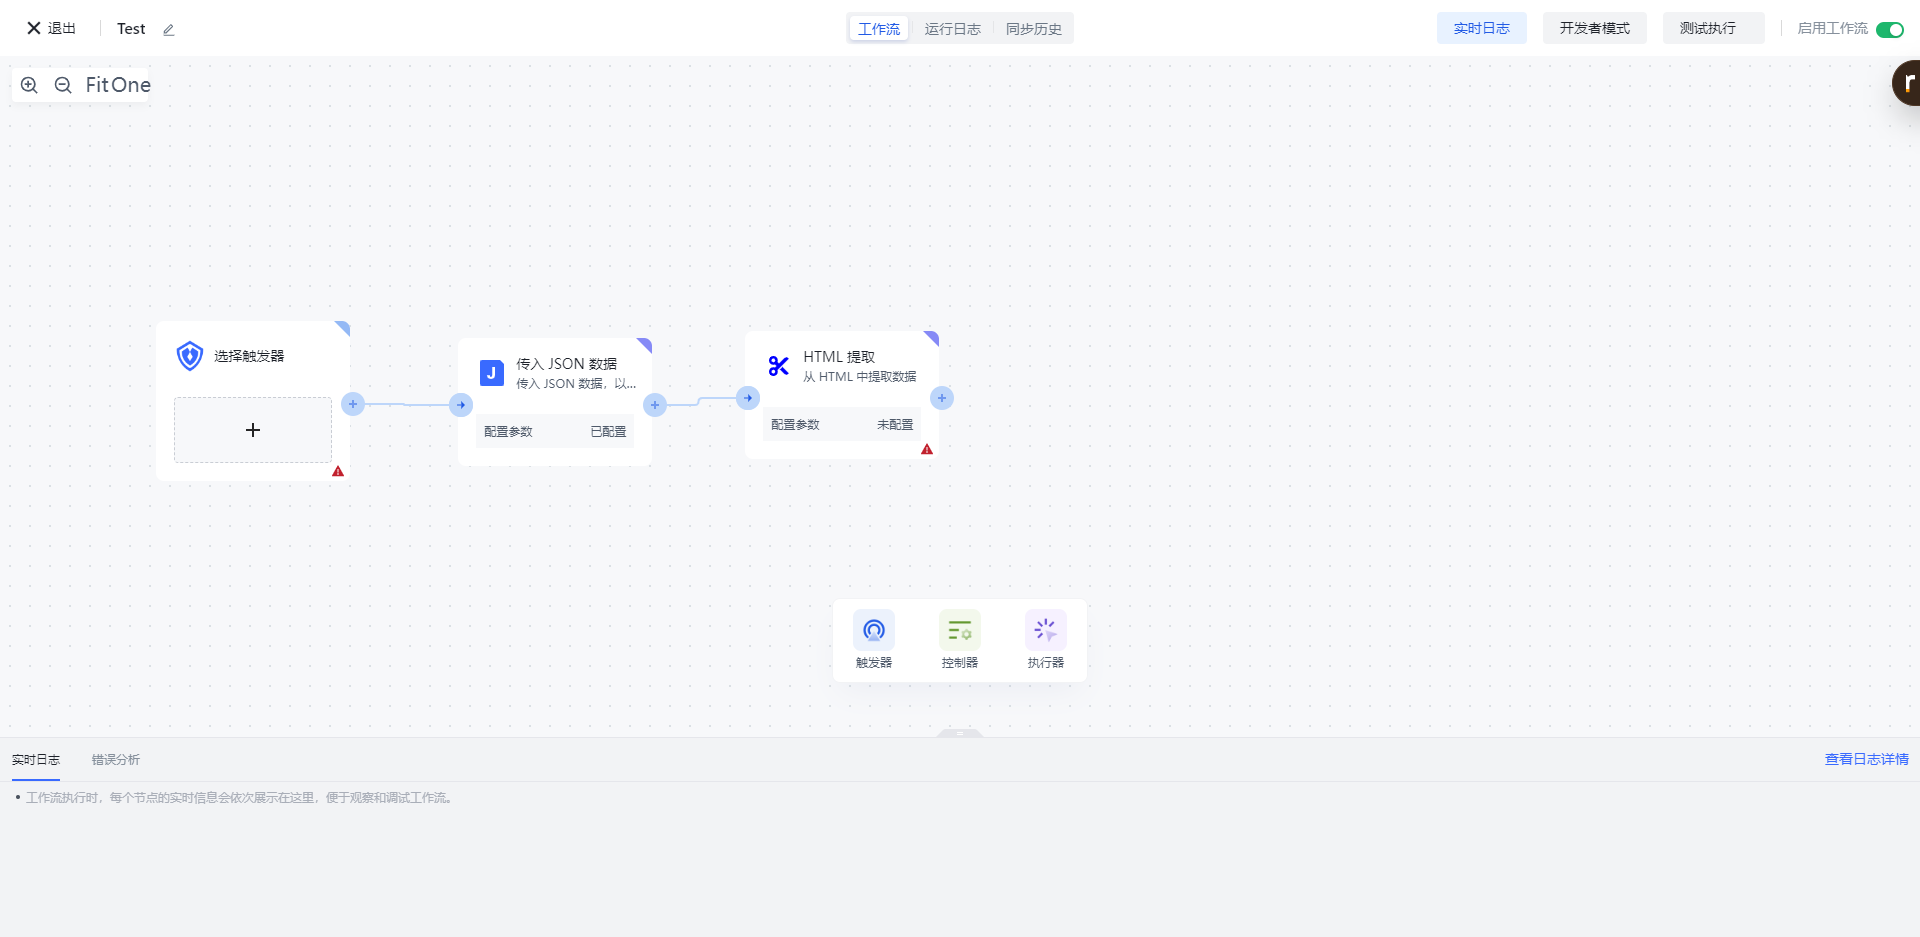 退出
Test
工作流
运行日志
同步历史
实时日志
开发者模式
测试执行
启用工作流
Fit One
r
选择触发器
J
传入 JSON 数据
传入 JSON 数据，以...
配置参数 已配置
HTML 提取
从 HTML 中提取数据
配置参数 未配置
触发器
控制器
执行器
实时日志
错误分析
查看日志详情
• 工作流执行时，每个节点的实时信息会依次展示在这里，便于观察和调试工作流。